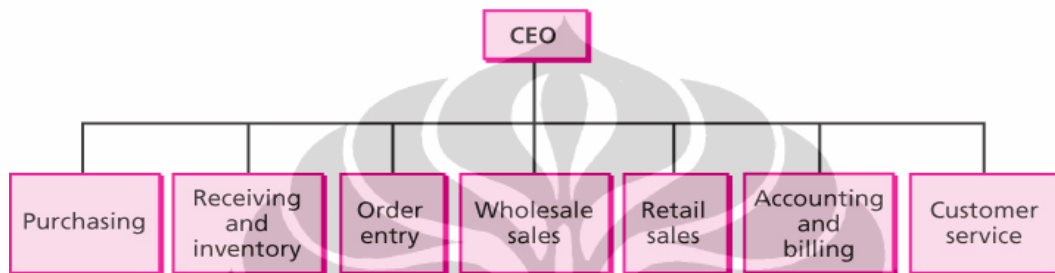 CEO
Purchasing
Receiving
and
inventory
Order
entry
Wholesale
sales
Retail
sales
Accounting
and
billing
Customer
service